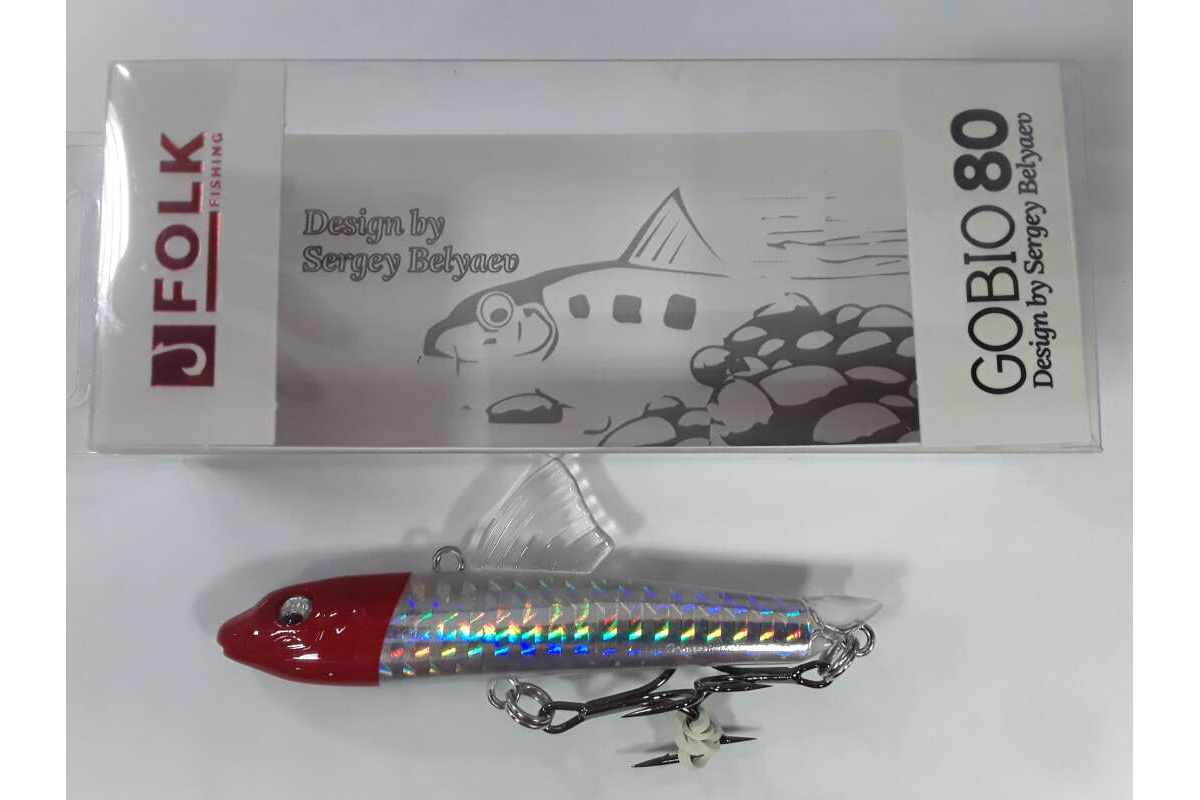 FOLK
FISHING
Design by
Sergey Belyaev
GOBIO 80
Design by Sergey Belyaev